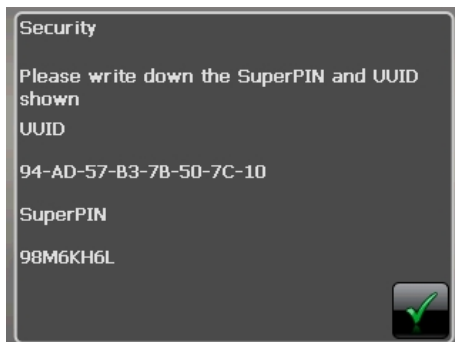 Security
Please write down the SuperPIN and UUID
shown
UUID
94-AD-57-B3-7B-50-7C-10
SuperPIN
98M6KH6L